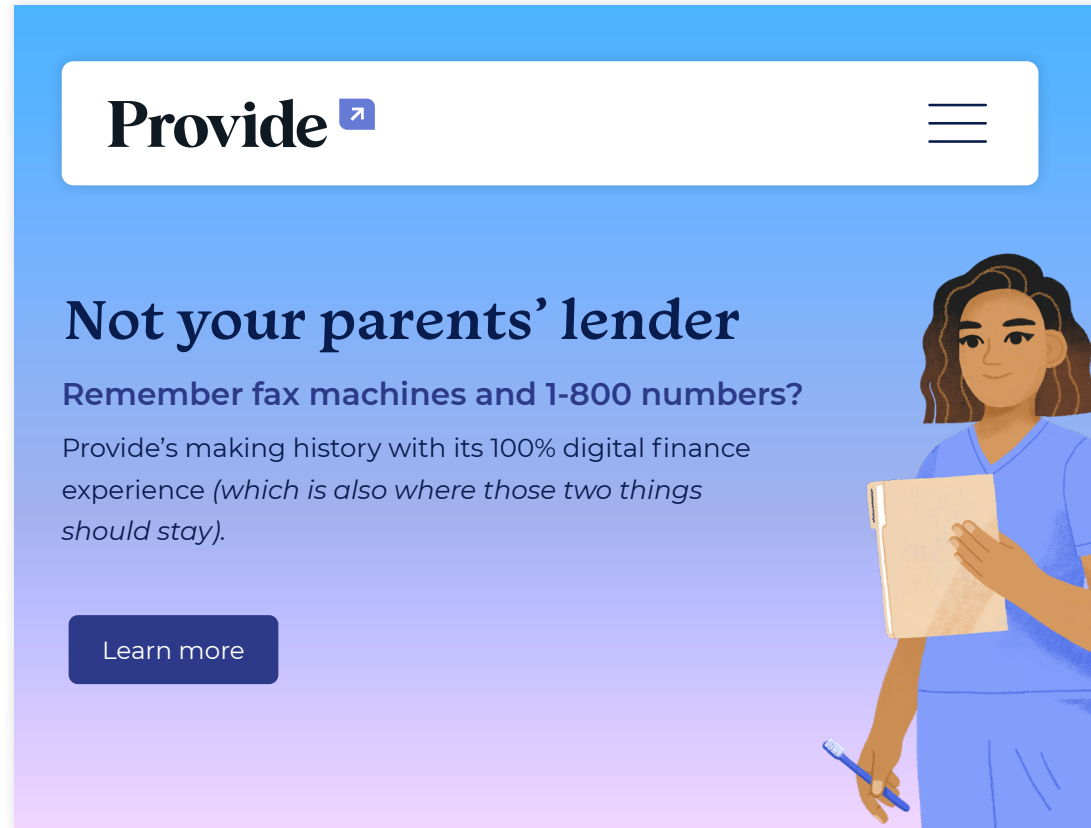 Provide
Not your parents’ lender
Remember fax machines and 1-800 numbers?
Provide’s making history with its 100% digital finance
experience (which is also where those two things
should stay).
Learn more